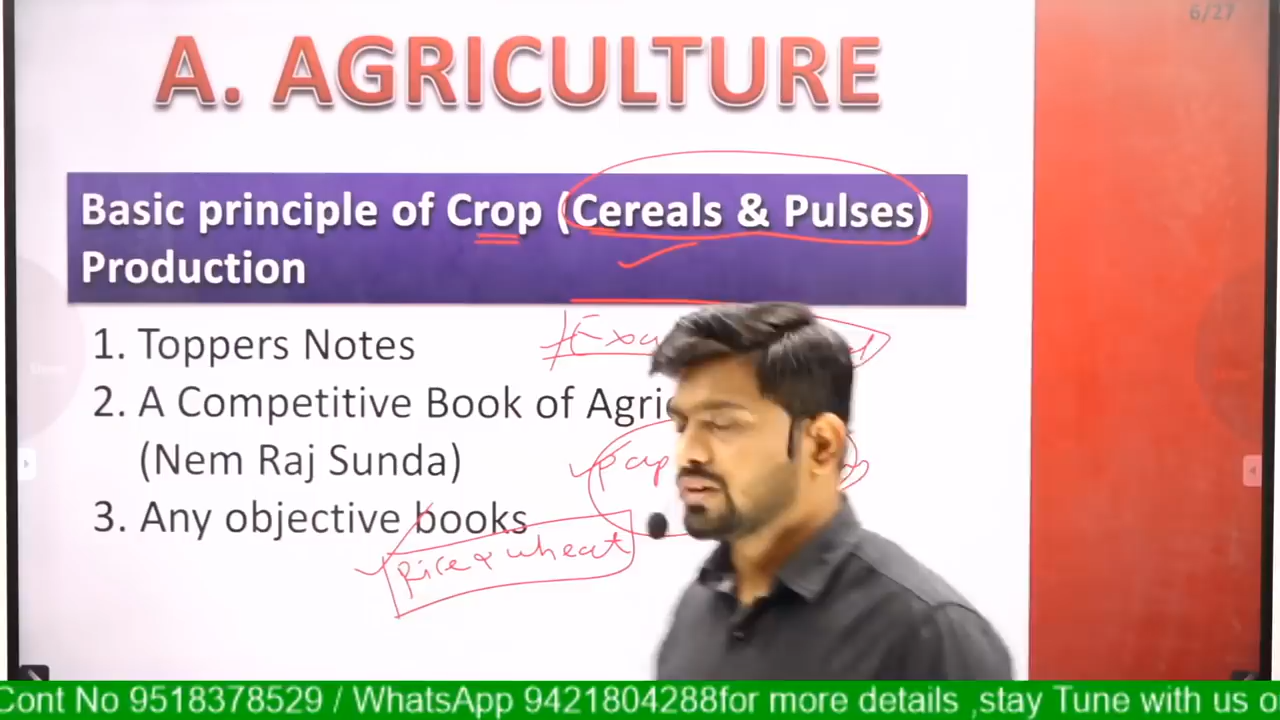 6/27
A. AGRICULTURE
Basic principle of Crop (Cereals & Pulses)
Production
1. Toppers Notes
2. A Competitive Book of
(Nem Raj Sunda)
3. Any objective books
Rice & wheat
Cont No 9518378529 / WhatsApp 9421804288for more details ,stay Tune with us